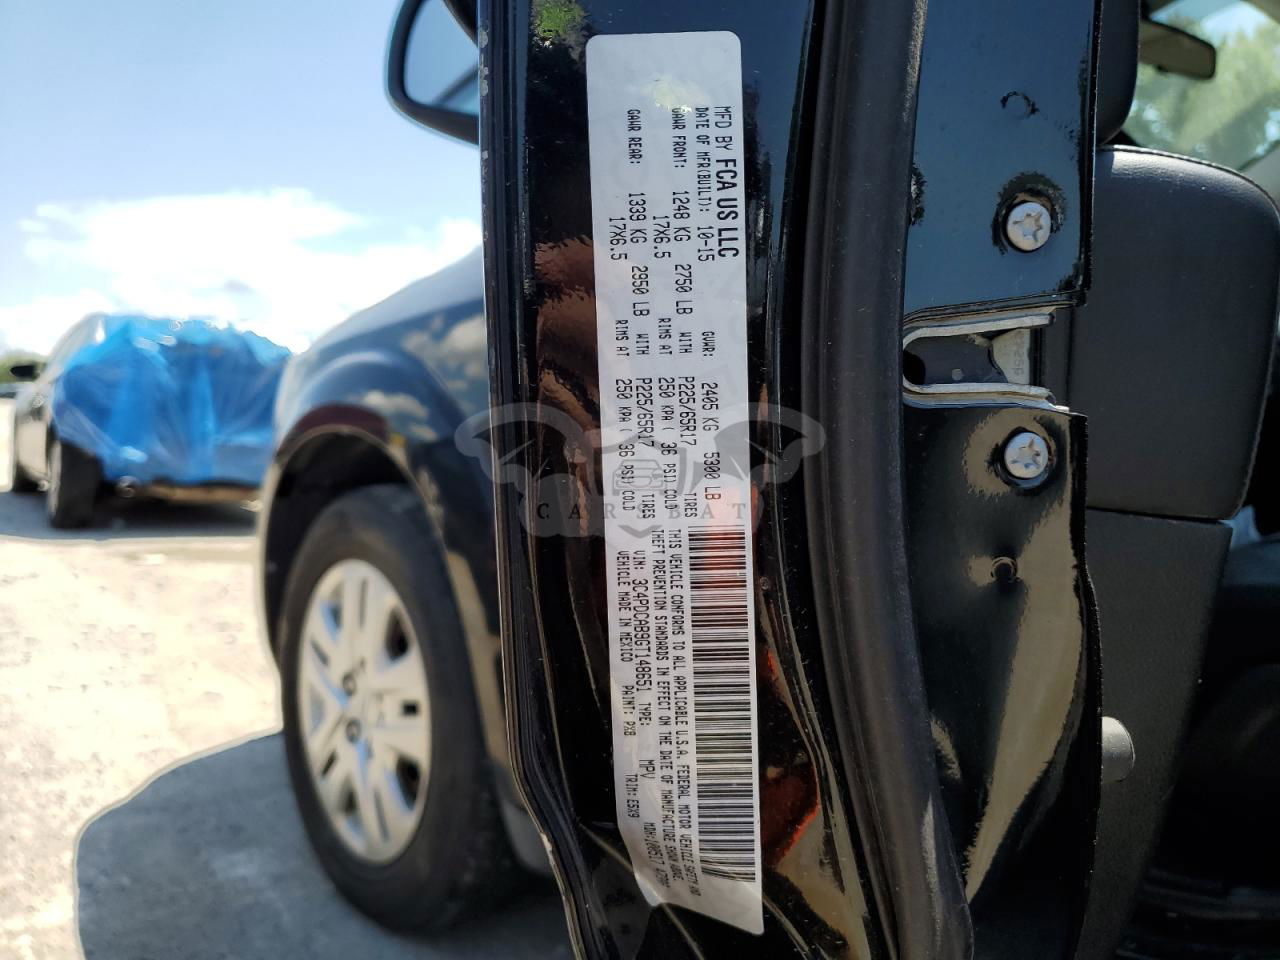 MFD BY FCA US LLC
DATE OF MFR(BUILT): 10-15 GVWR: 2405 KG 5300 LB
GAWR FRONT: 1248 KG 2750 LB WITH P225/65R17 TIRES
17X6.5 RIMS AT 250 KPA ( 36 PSI) COLD
GAWR REAR: 1339 KG 2950 LB WITH P225/65R17 TIRES
17X6.5 RIMS AT 250 KPA ( 36 PSI) COLD
THIS VEHICLE CONFORMS TO ALL APPLICABLE U.S.A. FEDERAL MOTOR VEHICLE SAFETY AND
THEFT PREVENTION STANDARDS IN EFFECT ON THE DATE OF MANUFACTURE SHOWN ABOVE.
VIN: 3C4PDCAB9GT148651 TYPE: MPV
VEHICLE MADE IN MEXICO PAINT: PX8 TRIM: E5X9
CARSBAT